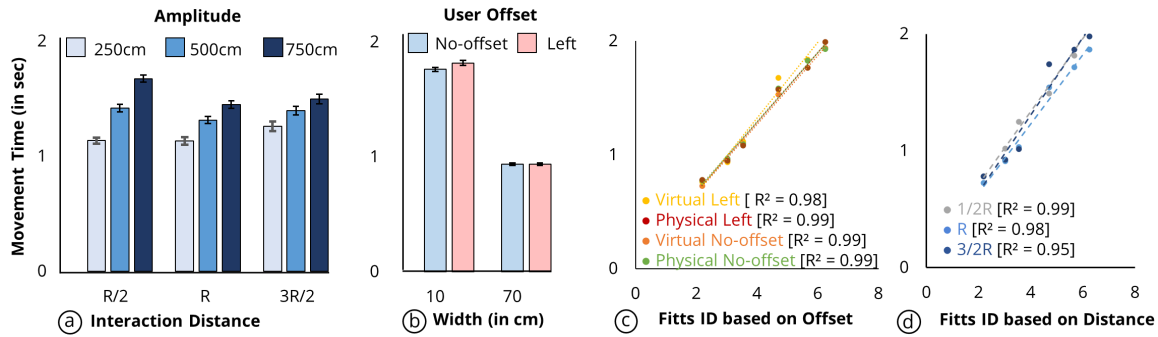 Amplitude
250cm 500cm 750cm
Movement Time (in sec)
2
1
0
R/2 R 3R/2
a Interaction Distance
User Offset
No-offset Left
2
1
0
10 70
b Width (in cm)
2
1
0
Virtual Left [ R² = 0.98]
Physical Left [R² = 0.99]
Virtual No-offset [R² = 0.99]
Physical No-offset [R² = 0.99]
0 2 4 6 8
c Fitts ID based on Offset
2
1
0
1/2R [R² = 0.99]
R [R² = 0.98]
3/2R [R² = 0.95]
0 2 4 6 8
d Fitts ID based on Distance